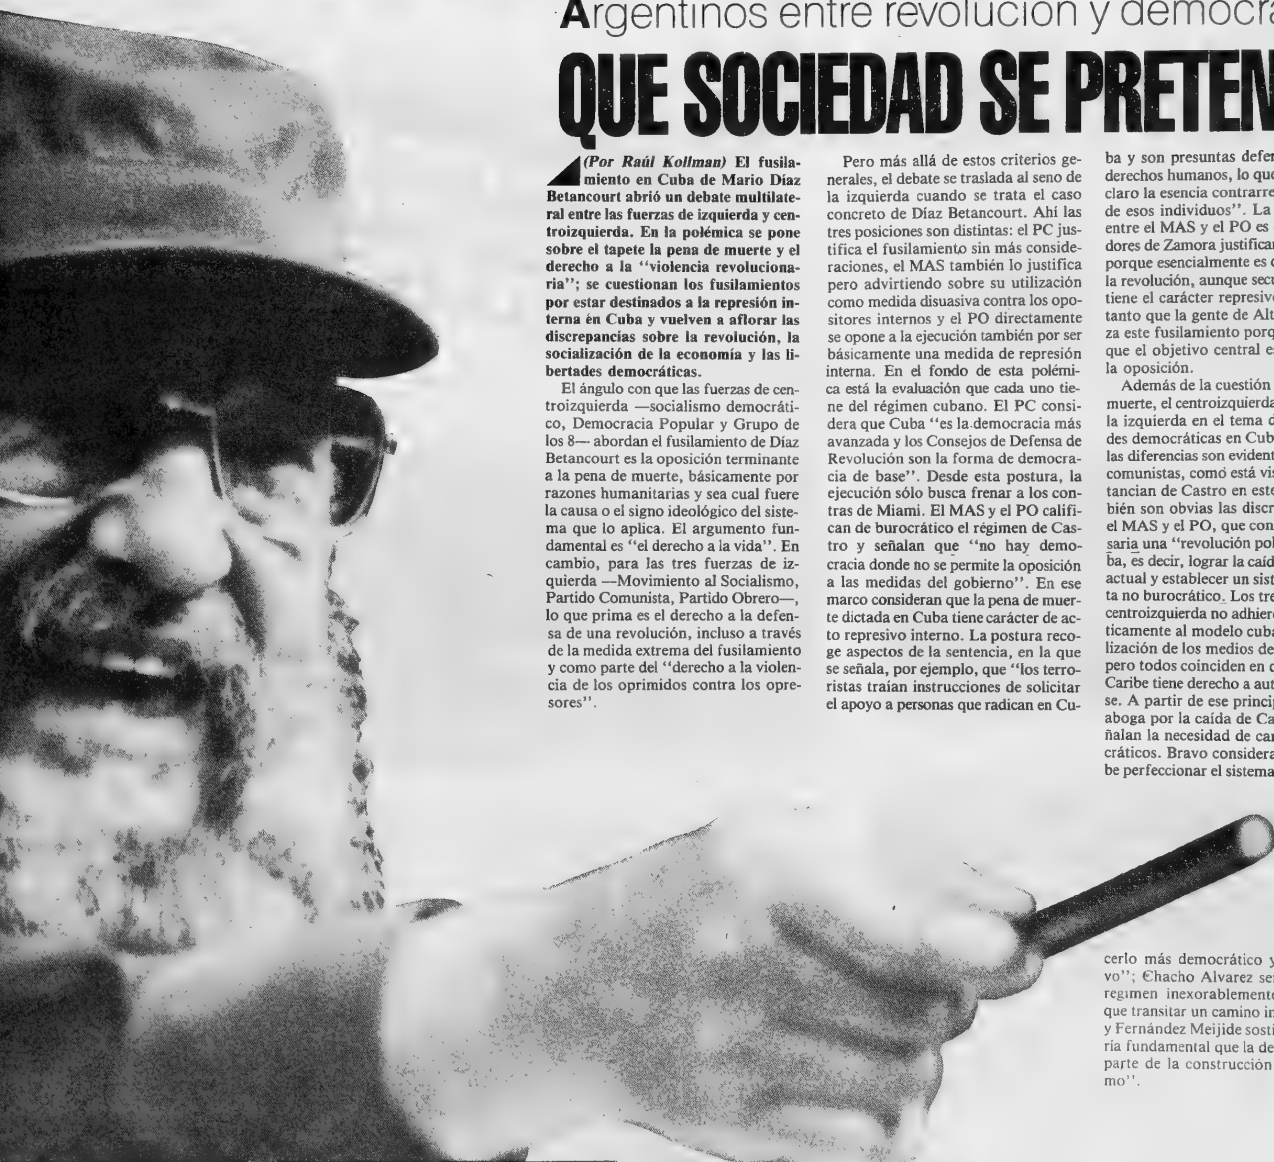 Argentinos entre revolución y democra
QUE SOCIEDAD SE PRETEN
(Por Raúl Kollman) El fusila-
miento en Cuba de Mario Díaz
Betancourt abrió un debate multilate-
ral entre las fuerzas de izquierda y cen-
troizquierda. En la polémica se pone
sobre el tapete la pena de muerte y el
derecho a la “violencia revoluciona-
ria”; se cuestionan los fusilamientos
por estar destinados a la represión in-
terna én Cuba y vuelven a aflorar las
discrepancias sobre la revolución, la
socialización de la economía y las li-
bertades democráticas.
El ángulo con que las fuerzas de cen-
troizquierda —socialismo democráti-
co, Democracia Popular y Grupo de
los 8— abordan el fusilamiento de Díaz
Betancourt es la oposición terminante
a la pena de muerte, básicamente por
razones humanitarias y sea cual fuere
la causa o el signo ideológico del siste-
ma que lo aplica. El argumento fun-
damental es “el derecho a la vida”. En
cambio, para las tres fuerzas de iz-
quierda —Movimiento al Socialismo,
Partido Comunista, Partido Obrero—,
lo que prima es el derecho a la defen-
sa de una revolución, incluso a través
de la medida extrema del fusilamiento
y como parte del “derecho a la violen-
cia de los oprimidos contra los opre-
sores”.
Pero más allá de estos criterios ge-
nerales, el debate se traslada al seno de
la izquierda cuando se trata el caso
concreto de Díaz Betancourt. Ahí las
tres posiciones son distintas: el PC jus-
tifica el fusilamiento sin más conside-
raciones, el MAS también lo justifica
pero advirtiendo sobre su utilización
como medida disuasiva contra los opo-
sitores internos y el PO directamente
se opone a la ejecución también por ser
básicamente una medida de represión
interna. En el fondo de esta polémi-
ca está la evaluación que cada uno tie-
ne del régimen cubano. El PC consi-
dera que Cuba “es la democracia más
avanzada y los Consejos de Defensa de
Revolución son la forma de democra-
cia de base”. Desde esta postura, la
ejecución sólo busca frenar a los con-
tras de Miami. El MAS y el PO califi-
can de burocrático el régimen de Cas-
tro y señalan que “no hay demo-
cracia donde no se permite la oposición
a las medidas del gobierno”. En ese
marco consideran que la pena de muer-
te dictada en Cuba tiene carácter de ac-
to represivo interno. La postura reco-
ge aspectos de la sentencia, en la que
se señala, por ejemplo, que “los terro-
ristas traían instrucciones de solicitar
el apoyo a personas que radican en Cu-
ba y son presuntas defen
derechos humanos, lo que
claro la esencia contrarre
de esos individuos”. La
entre el MAS y el PO es
dores de Zamora justifican
porque esencialmente es d
la revolución, aunque secu
tiene el carácter represivo
tanto que la gente de Alt
za este fusilamiento porq
que el objetivo central es
la oposición.
Además de la cuestión
muerte, el centroizquierda
la izquierda en el tema d
des democráticas en Cub
las diferencias son evident
comunistas, como está vis
tancian de Castro en este
bién son obvias las discr
el MAS y el PO, que con
saria una “revolución pol
ba, es decir, lograr la caíd
actual y establecer un sist
ta no burocrático. Los tre
centroizquierda no adhiere
ticamente al modelo cuba
lización de los medios de
pero todos coinciden en q
Caribe tiene derecho a aut
se. A partir de ese princip
aboga por la caída de Ca
ñalan la necesidad de cam
cráticos. Bravo considera
be perfeccionar el sistema
cerlo más democrático y
vo”; Chacho Alvarez se
regimen inexorablemente
que transitar un camino in
y Fernández Meijide sosti
ría fundamental que la de
parte de la construcción
mo”.